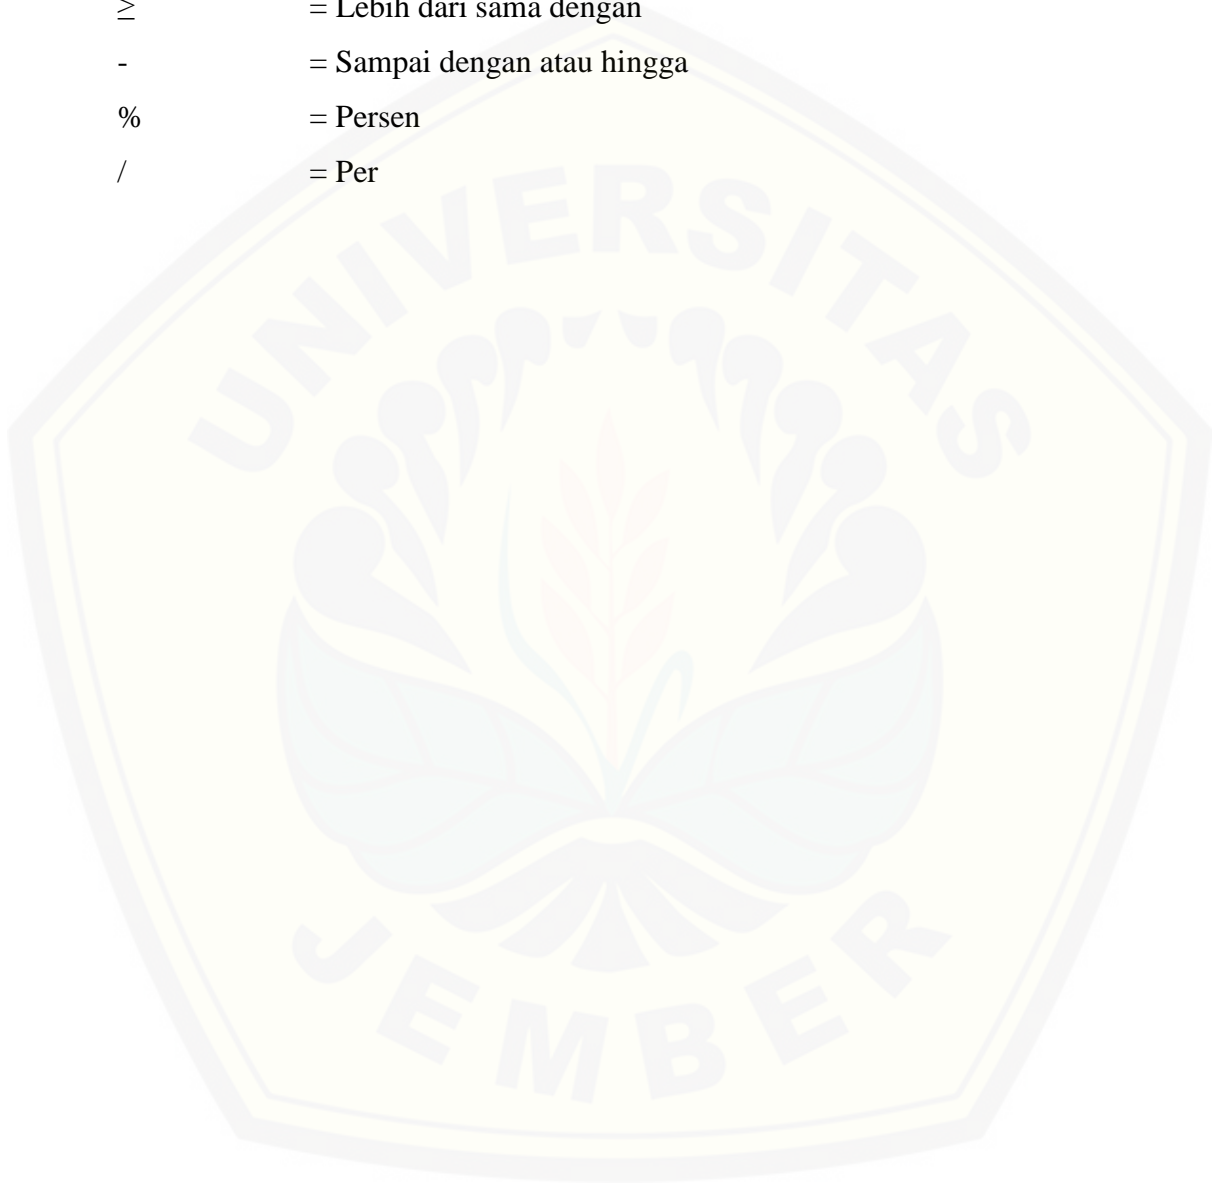 ≥ = Lebih dari sama dengan
- = Sampai dengan atau hingga
% = Persen
/ = Per
UNIVERSITAS
JEMBER